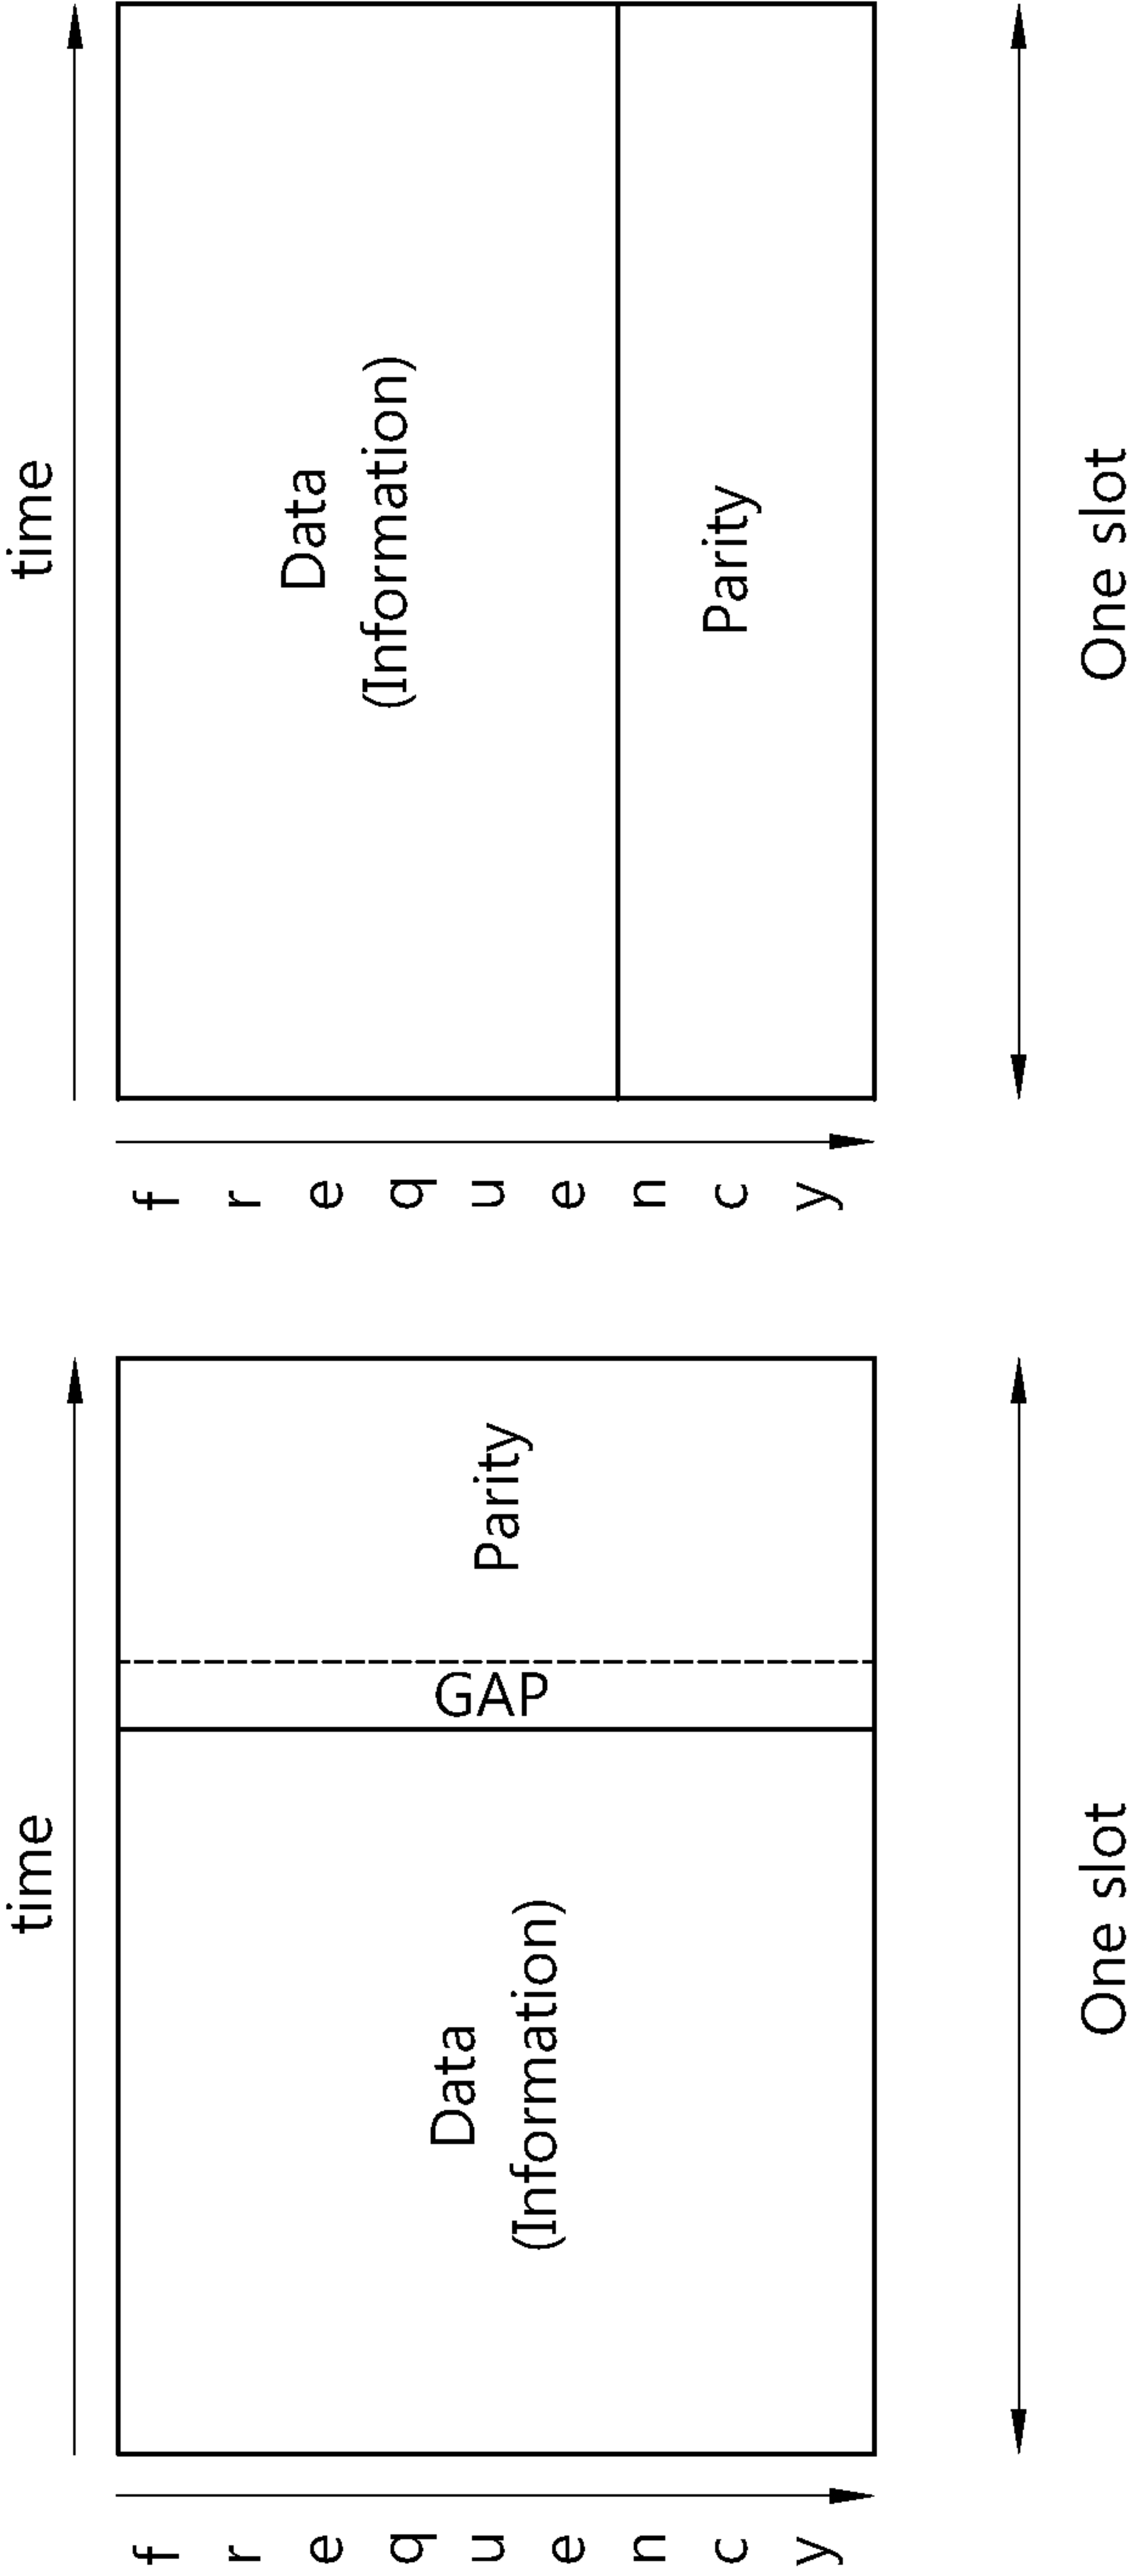 time
frequency
Data
(Information)
GAP
Parity
One slot
time
frequency
Data
(Information)
Parity
One slot